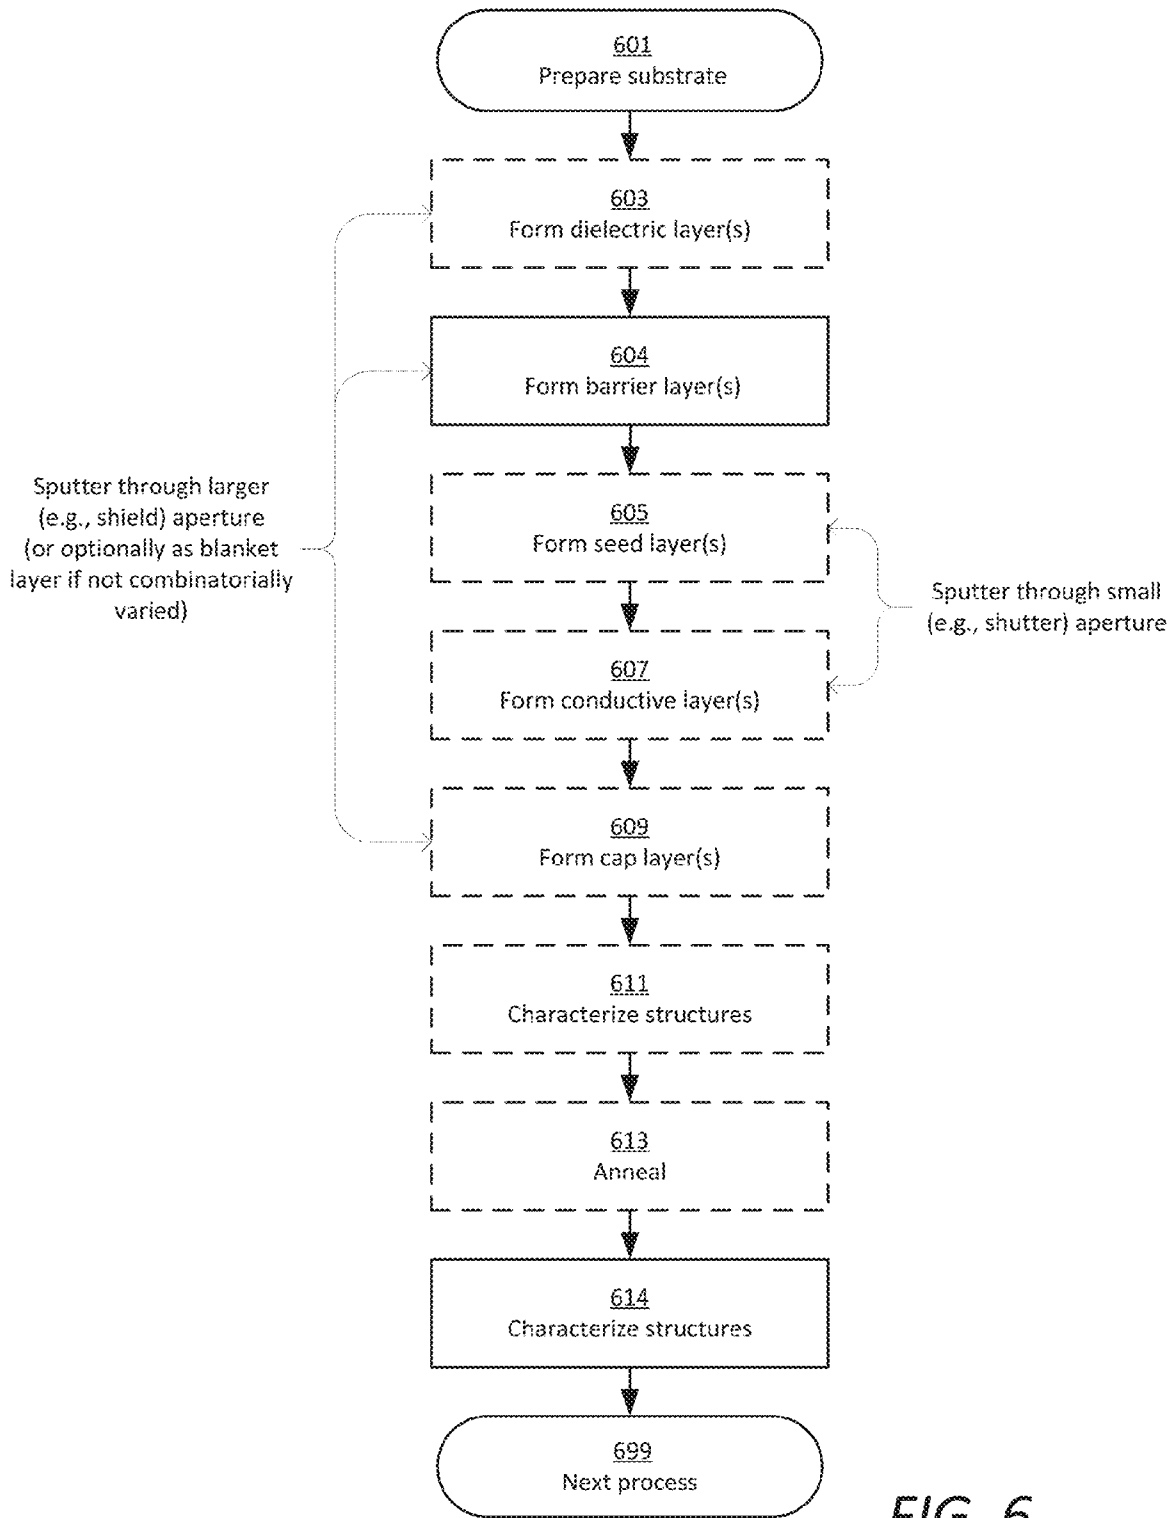 601
Prepare substrate
603
Form dielectric layer(s)
604
Form barrier layer(s)
Sputter through larger
(e.g., shield) aperture
(or optionally as blanket
layer if not combinatorially
varied)
605
Form seed layer(s)
Sputter through small
(e.g., shutter) aperture
607
Form conductive layer(s)
609
Form cap layer(s)
611
Characterize structures
613
Anneal
614
Characterize structures
699
Next process
FIG. 6